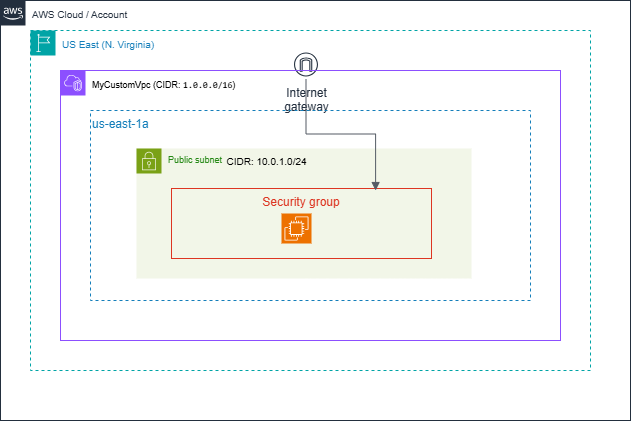 aws
AWS Cloud / Account
US East (N. Virginia)
MyCustomVpc (CIDR: 1.0.0.0/16)
Internet
gateway
us-east-1a
Public subnet CIDR: 10.0.1.0/24
Security group